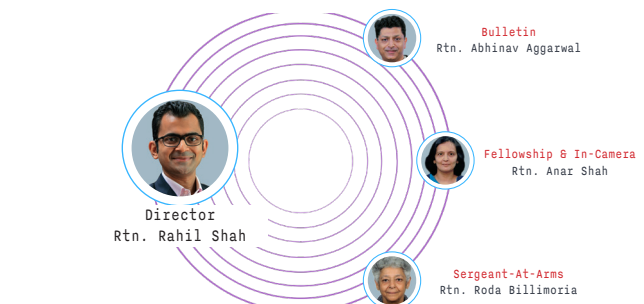 Bulletin
Rtn. Abhinav Aggarwal
Fellowship & In-Camera
Rtn. Anar Shah
Director
Rtn. Rahil Shah
Sergeant-At-Arms
Rtn. Roda Billimoria